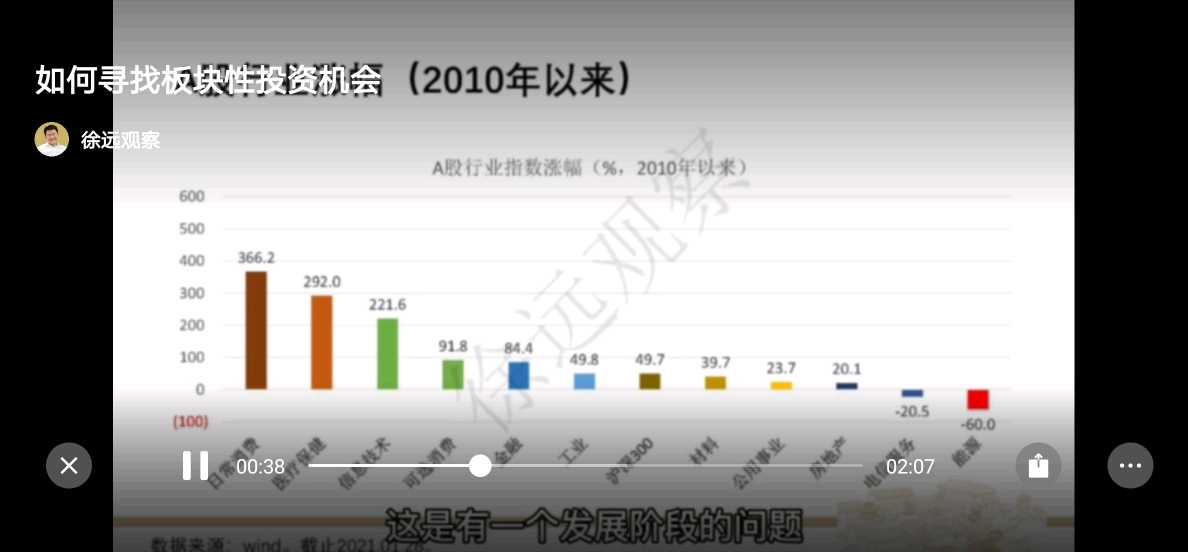 如何寻找板块性投资机会
A股行业涨幅（2010年以来）
徐远观察
A股行业指数涨幅（%，2010年以来）
徐远观察
600
500
400
300
200
100
0
(100)
366.2
292.0
221.6
91.8
84.4
49.8
49.7
39.7
23.7
20.1
-20.5
-60.0
日常消费
医疗保健
信息技术
可选消费
金融
工业
沪深300
材料
公用事业
房地产
电信服务
能源
00:38
02:07
这是有一个发展阶段的问题
数据来源：wind。截止2021.01.28.